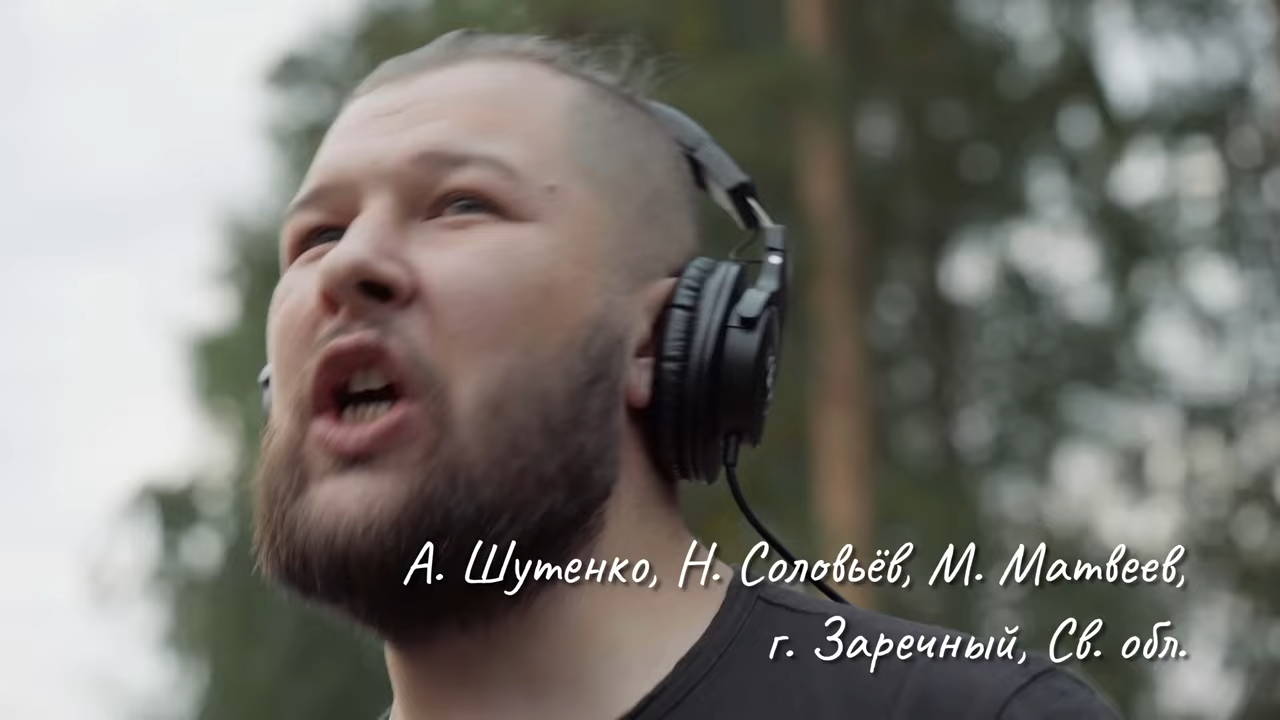 А. Шутенко, Н. Соловьёв, М. Матвеев,
г. Заречный, Св. обл.